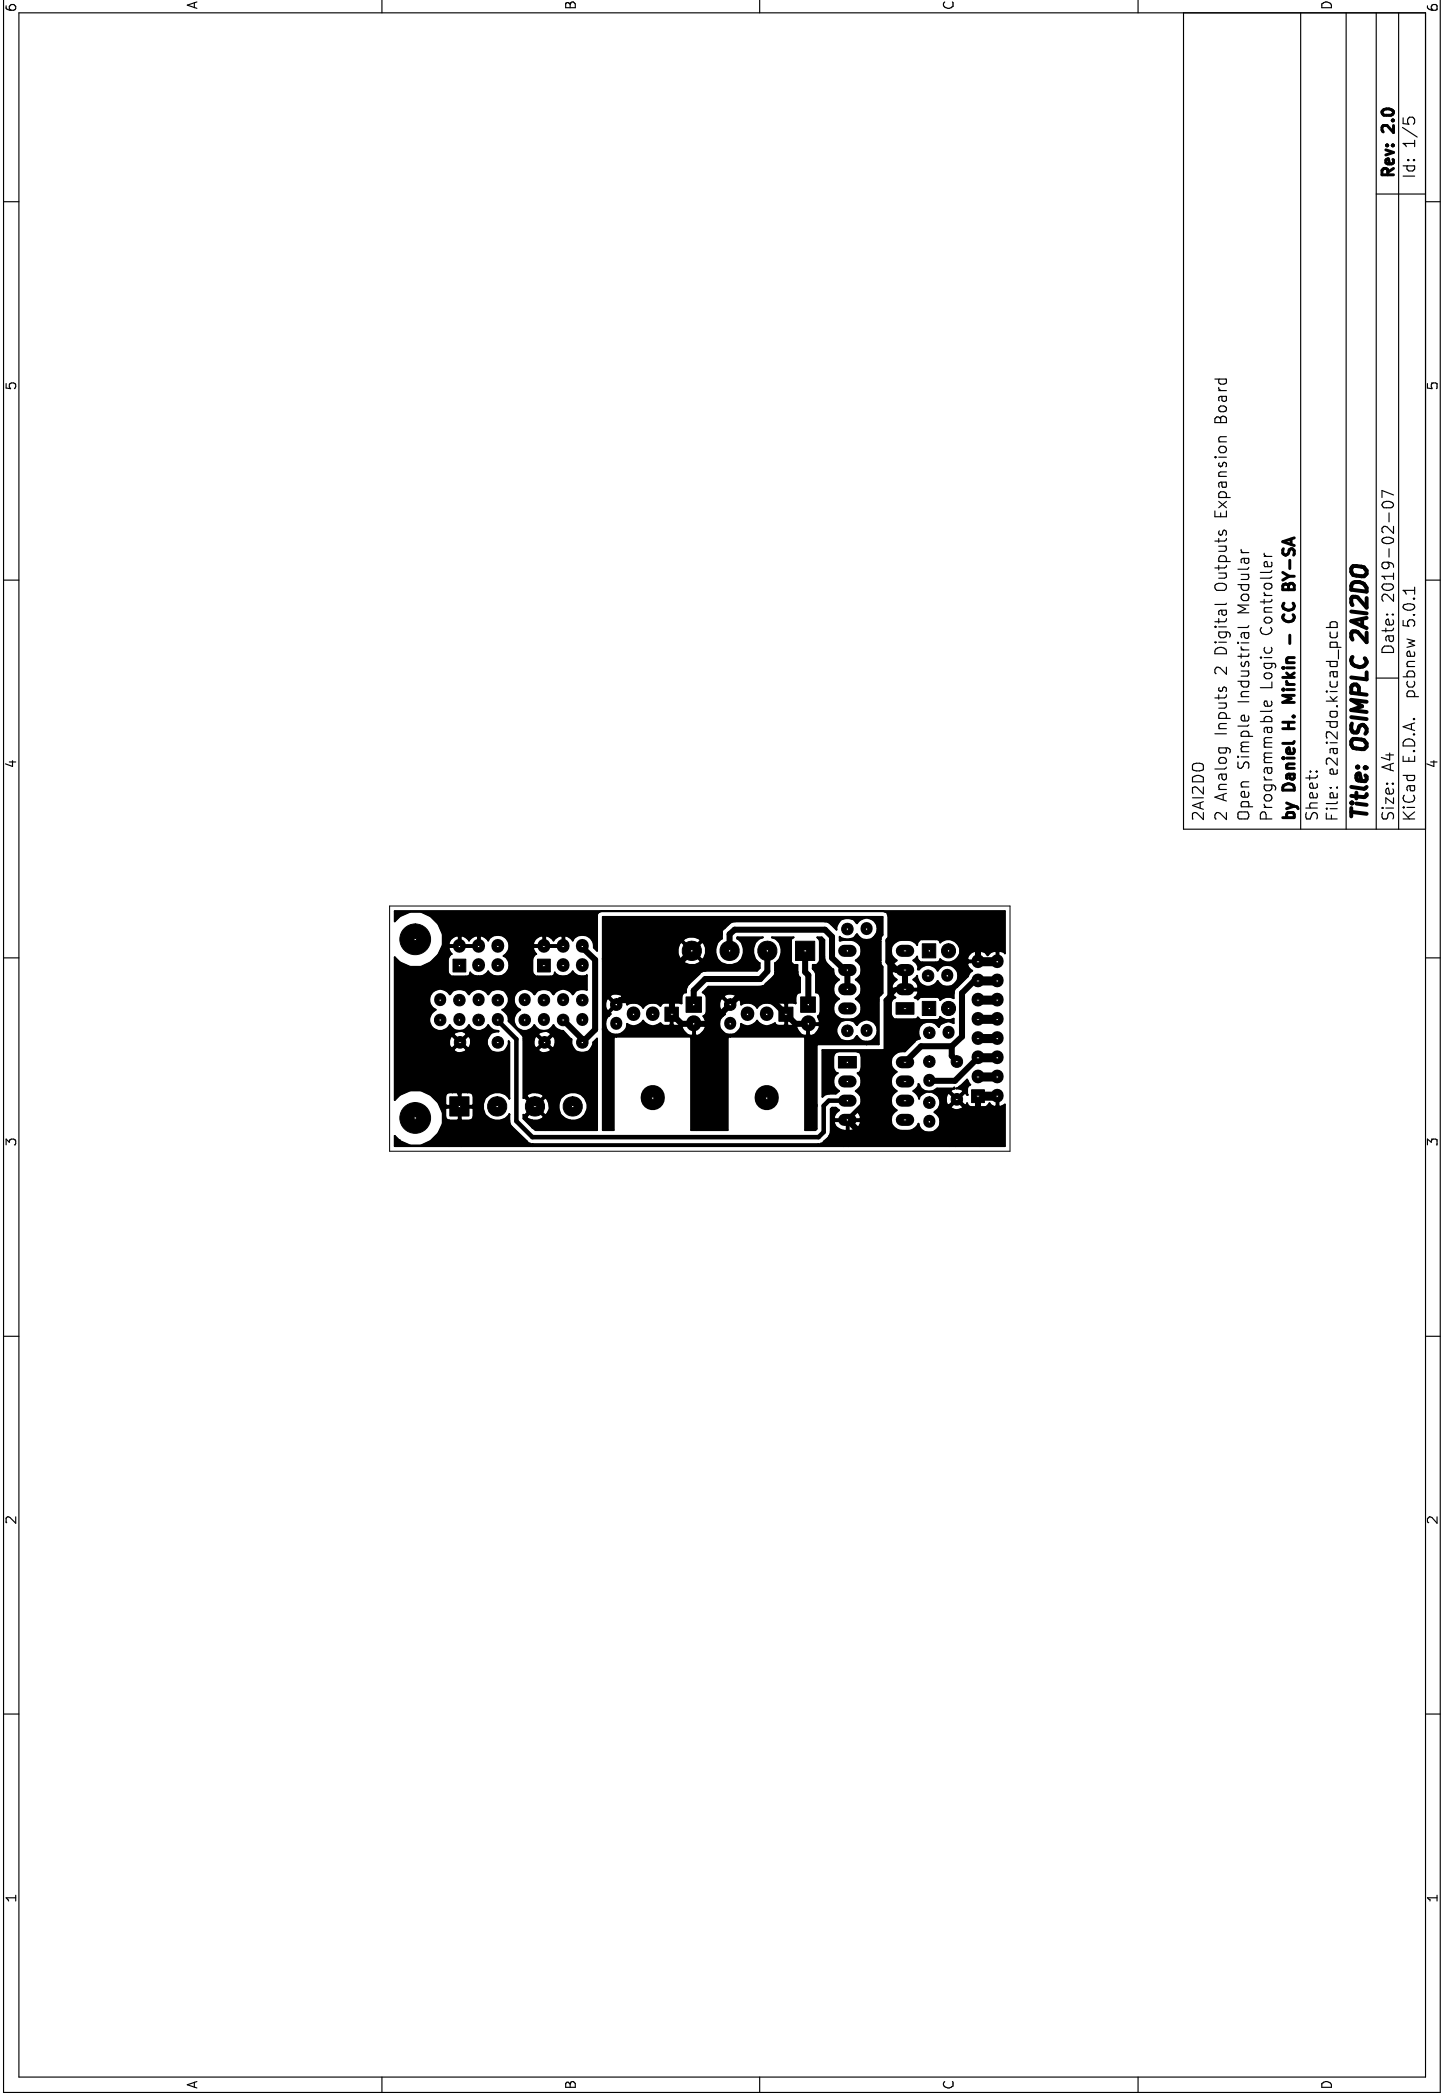 2AI2DO
2 Analog Inputs 2 Digital Outputs Expansion Board
Open Simple Industrial Modular
Programmable Logic Controller
by Daniel H. Mirkin - CC BY-SA
Sheet:
File: e2ai2do.kicad_pcb
Title: OSIMPLC 2AI2DO
Size: A4 Date: 2019-02-07 Rev: 2.0
KiCad E.D.A. pcbnew 5.0.1 Id: 1/5
1 2 3 4 5 6
1 2 3 4 5 6
A B C D
A B C D